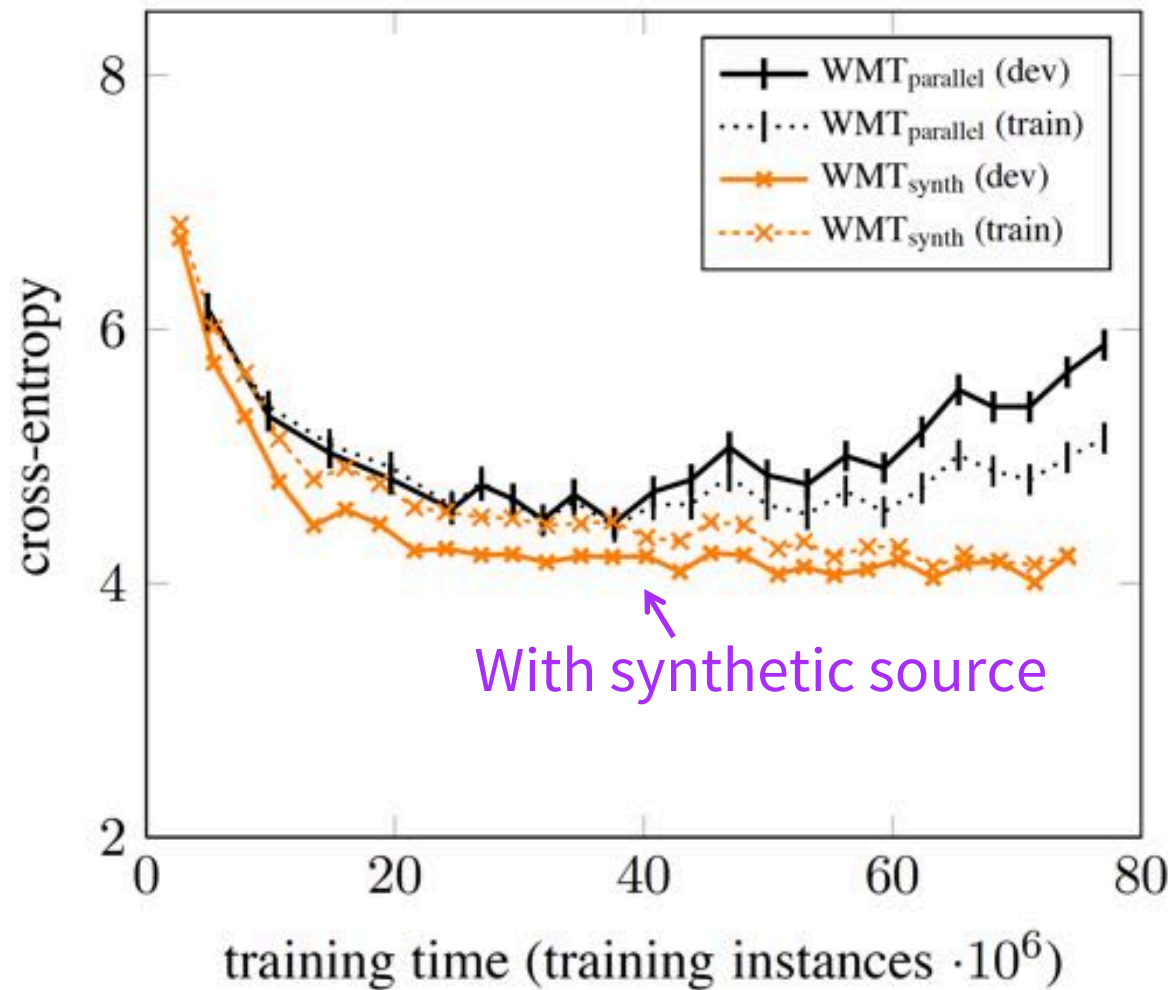 8
6
4
2
0
20
40
60
80
cross-entropy
training time (training instances ·10⁶)
WMTparallel (dev)
WMTparallel (train)
WMTsynth (dev)
WMTsynth (train)
With synthetic source